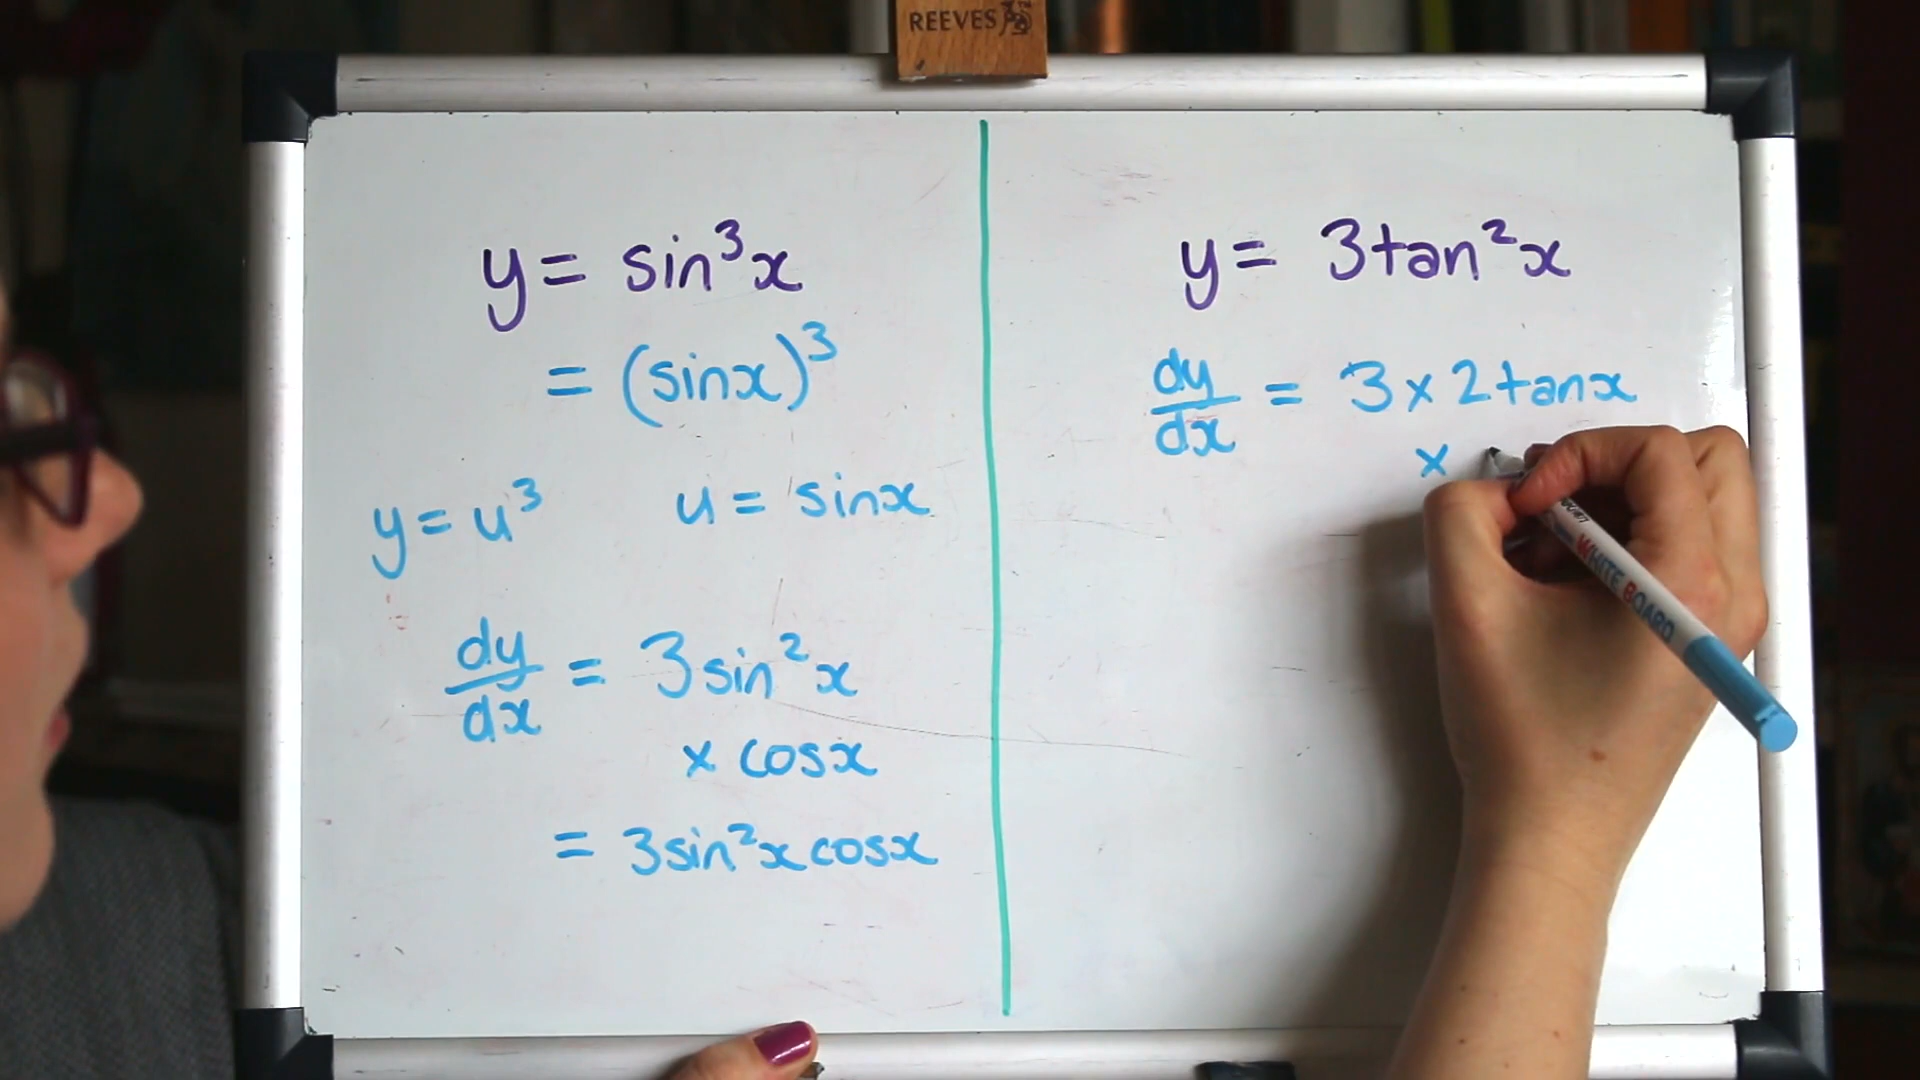 REEVES
y = sin³x
= (sinx)³
y = u³ u = sinx
dy/dx = 3sin²x
x cosx
= 3sin²xcosx
y = 3tan²x
dy/dx = 3 x 2tanx
x
WHITE BOARD